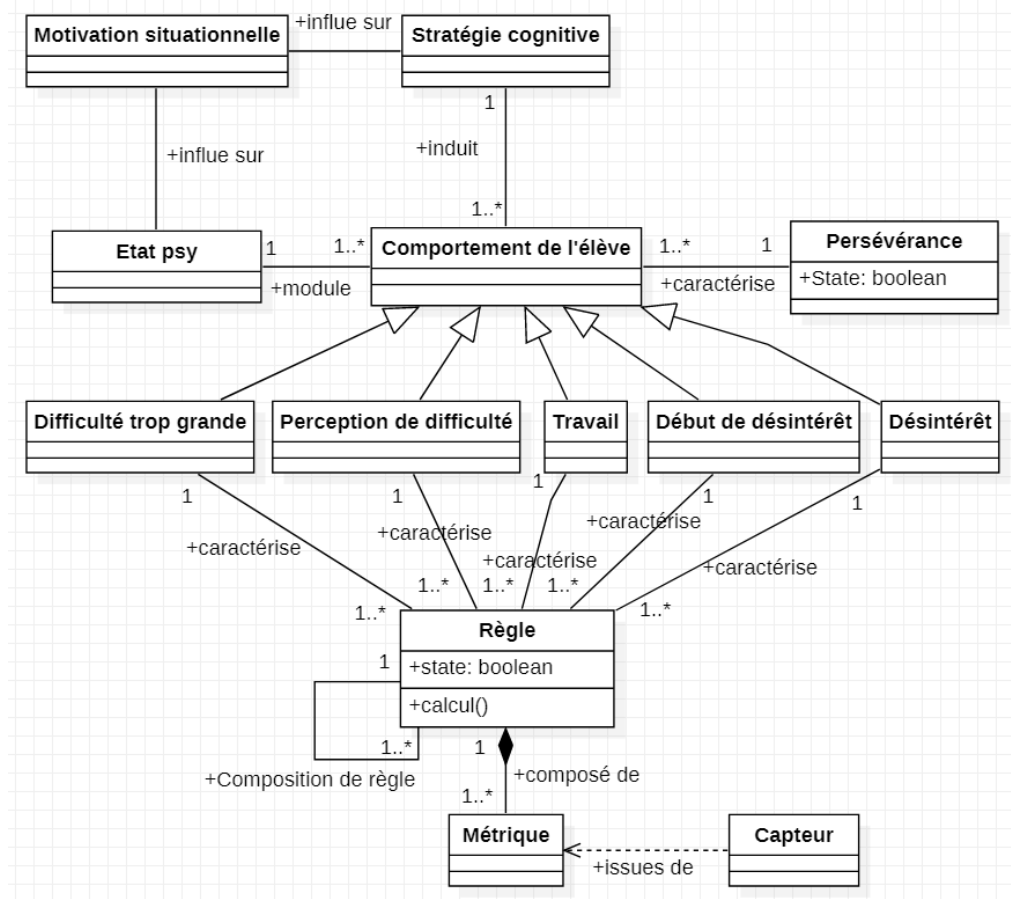 Motivation situationnelle
+influe sur
Stratégie cognitive
1
+induit
+influe sur
1..*
Etat psy
1
1..*
+module
Comportement de l'élève
1..*
1
+caractérise
Persévérance
+State: boolean
Difficulté trop grande
Perception de difficulté
Travail
Début de désintérêt
Désintérêt
1
1
1
1
1
+caractérise
+caractérise
+caractérise
+caractérise
+caractérise
1..*
1..*
1..*
1..*
1..*
Règle
+state: boolean
+calcul()
1
1..*
+Composition de règle
1
+composé de
1..*
Métrique
+issues de
Capteur